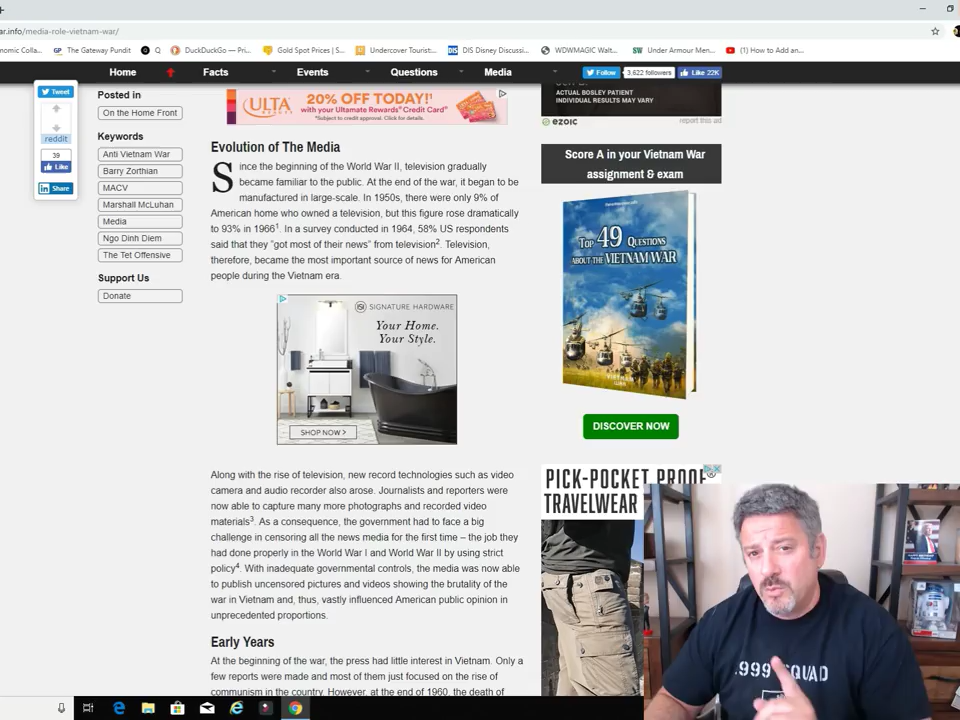 ar.info/media-role-vietnam-war/
nomic Colla...
The Gateway Pundit
Q
DuckDuckGo — Pri...
Gold Spot Prices | S...
Undercover Tourist:...
DIS
DIS Disney Discussi...
WDWMAGIC Walt...
SW
Under Armour Men...
(1) How to Add an...
Home
Facts
Events
Questions
Media
Follow
3,622 followers
Like 22K
Tweet
reddit
39
Like
Share
Posted in
On the Home Front
Keywords
Anti Vietnam War
Barry Zorthian
MACV
Marshall McLuhan
Media
Ngo Dinh Diem
The Tet Offensive
Support Us
Donate
ULTA
BEAUTY
20% OFF TODAY!¹
with your Ultamate Rewards® Credit Card*
*Subject to credit approval. Click for details.
Evolution of The Media
Since the beginning of the World War II, television gradually
became familiar to the public. At the end of the war, it began to be
manufactured in large-scale. In 1950s, there were only 9% of
American home who owned a television, but this figure rose dramatically
to 93% in 1966¹. In a survey conducted in 1964, 58% US respondents
said that they “got most of their news” from television². Television,
therefore, became the most important source of news for American
people during the Vietnam era.
SIGNATURE HARDWARE
Your Home.
Your Style.
SHOP NOW >
Along with the rise of television, new record technologies such as video
camera and audio recorder also arose. Journalists and reporters were
now able to capture many more photographs and recorded video
materials³. As a consequence, the government had to face a big
challenge in censoring all the news media for the first time – the job they
had done properly in the World War I and World War II by using strict
policy⁴. With inadequate governmental controls, the media was now able
to publish uncensored pictures and videos showing the brutality of the
war in Vietnam and, thus, vastly influenced American public opinion in
unprecedented proportions.
Early Years
At the beginning of the war, the press had little interest in Vietnam. Only a
few reports were made and most of them just focused on the rise of
communism in the country. However, at the end of 1960, the death of
ACTUAL BOSLEY PATIENT
INDIVIDUAL RESULTS MAY VARY
ezoic
report this ad
Score A in your Vietnam War
assignment & exam
TOP 49 QUESTIONS
ABOUT THE VIETNAM WAR
DISCOVER NOW
PICK-POCKET PROOF
TRAVELWEAR
1999 SQUAD